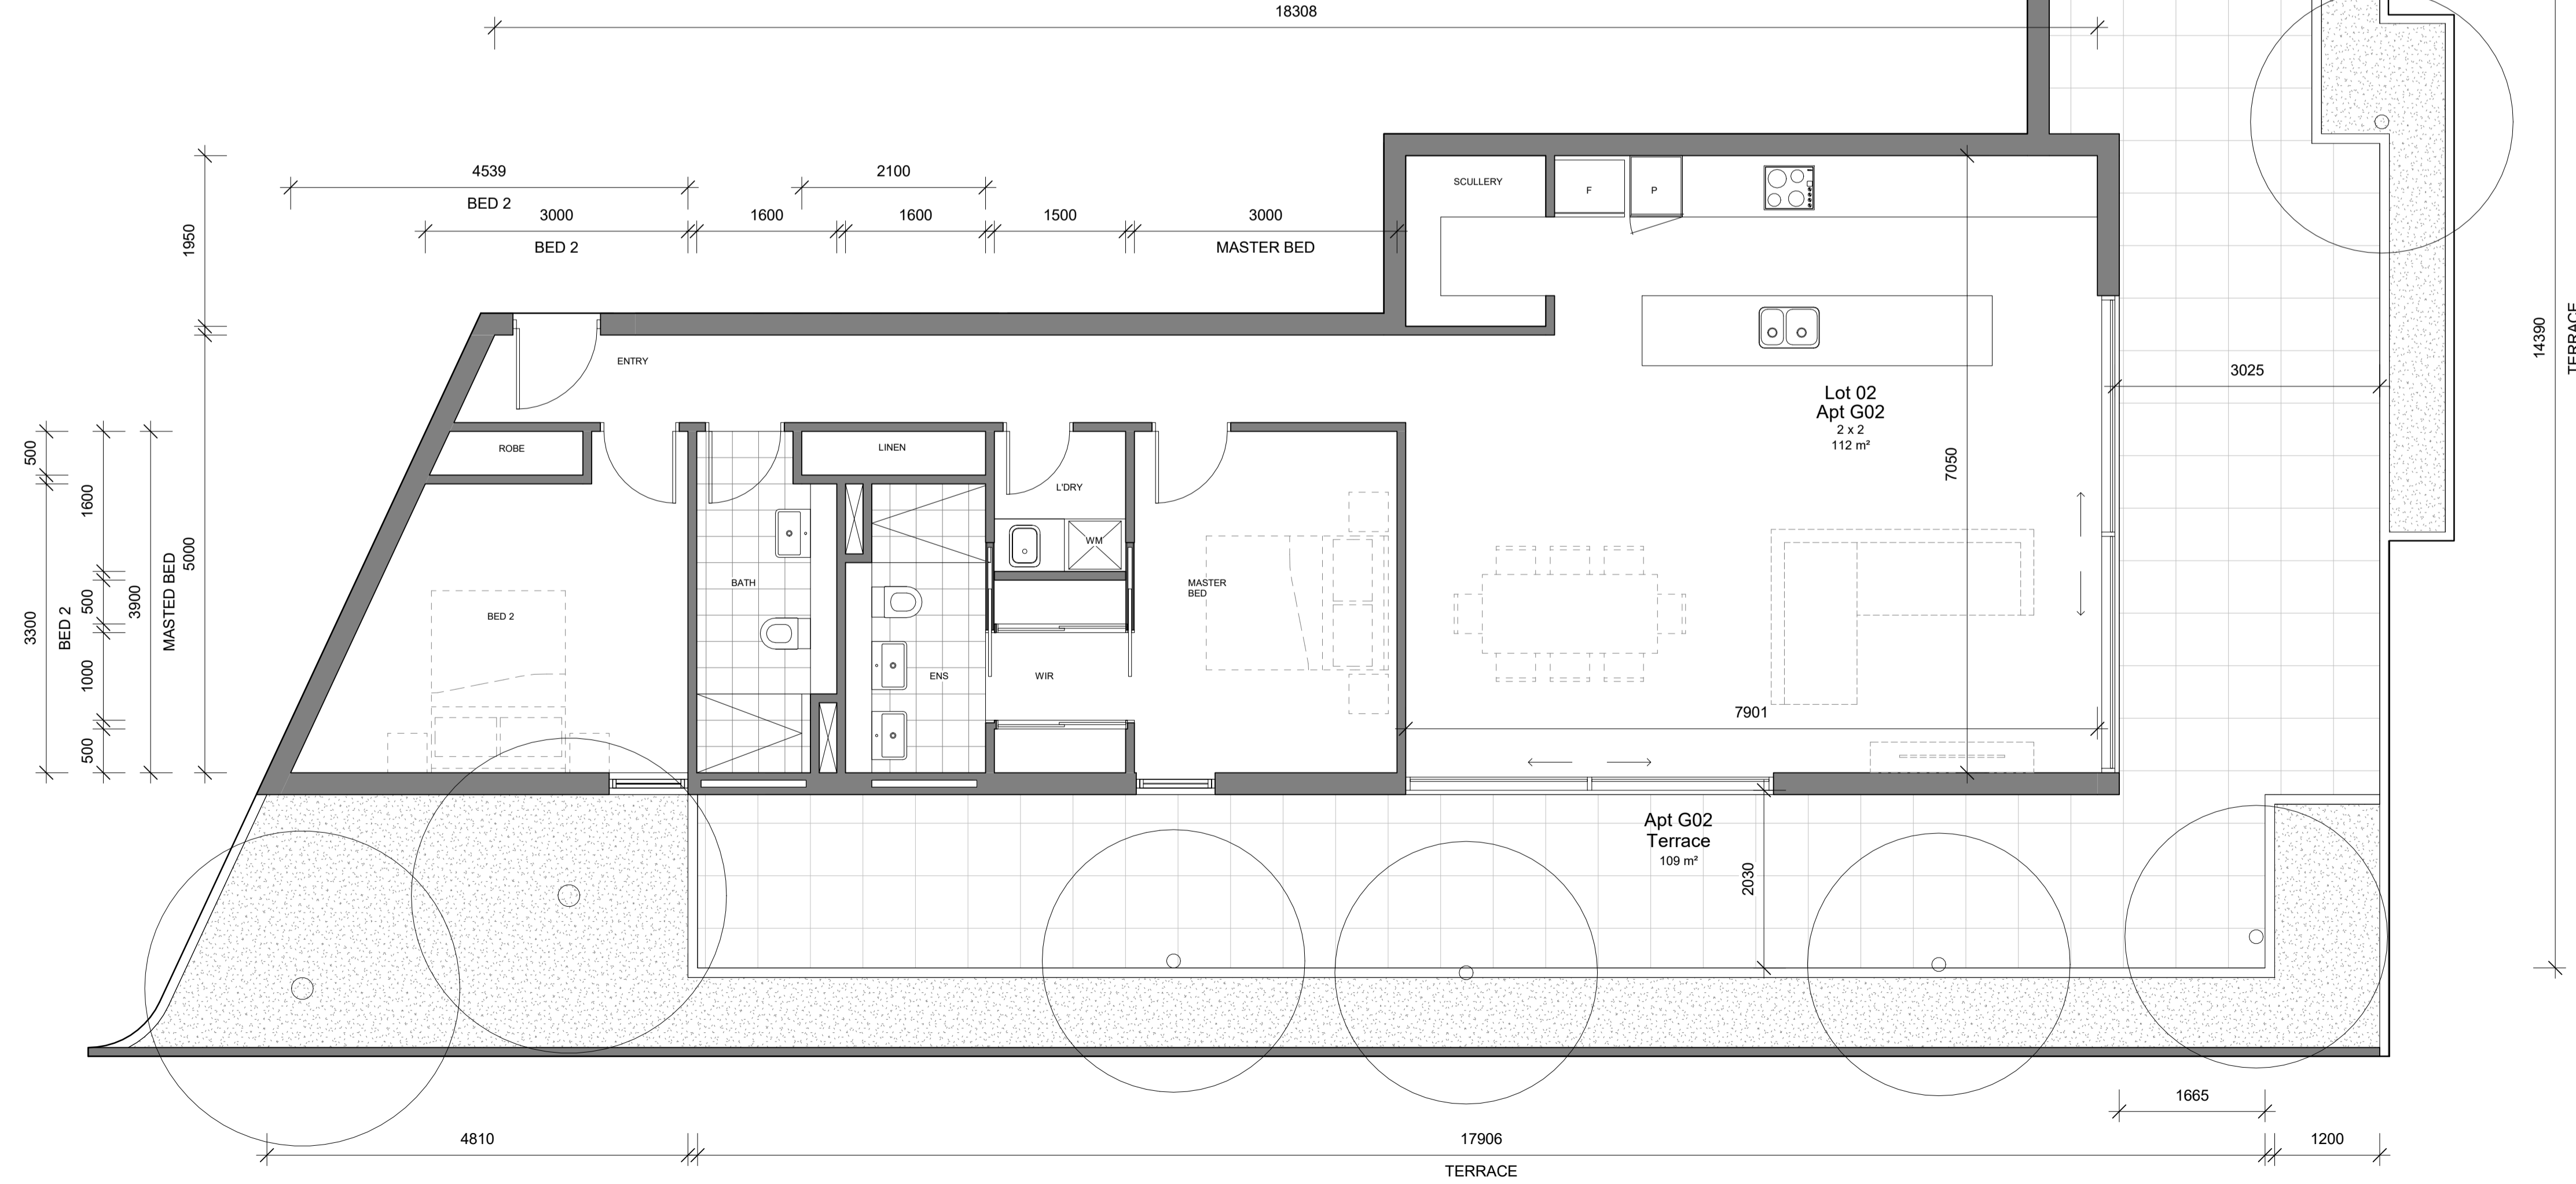 18308
4539
BED 2
2100
3000
BED 2
1600
1600
1500
3000
MASTER BED
1950
SCULLERY
F
P
ENTRY
Lot 02
Apt G02
2 x 2
112 m²
3025
14390
TERRACE
500
1600
5000
ROBE
LINEN
L'DRY
WM
7050
3300
BED 2
500
3900
MASTED BED
1000
500
BED 2
BATH
ENS
WIR
MASTER
BED
7901
Apt G02
Terrace
109 m²
2030
1665
4810
17906
TERRACE
1200